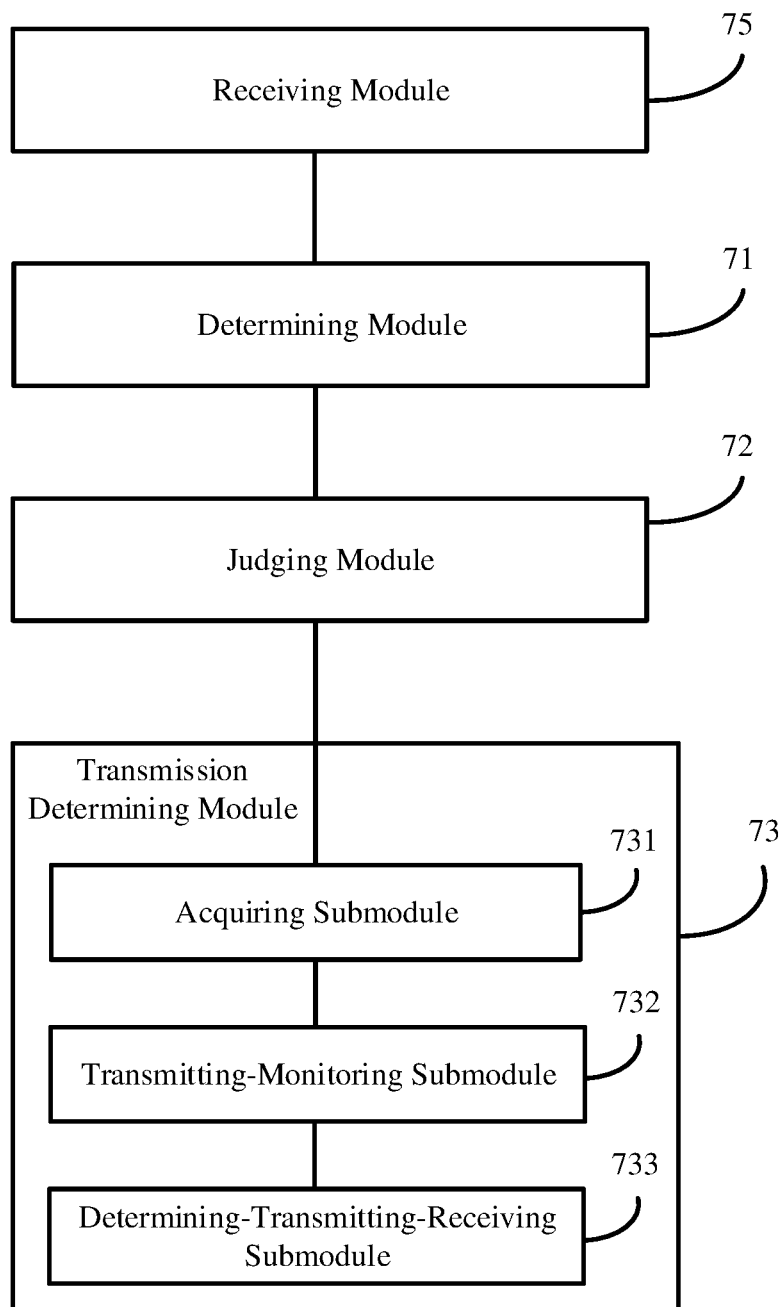 75
Receiving Module
71
Determining Module
72
Judging Module
Transmission
Determining Module
73
731
Acquiring Submodule
732
Transmitting-Monitoring Submodule
733
Determining-Transmitting-Receiving
Submodule